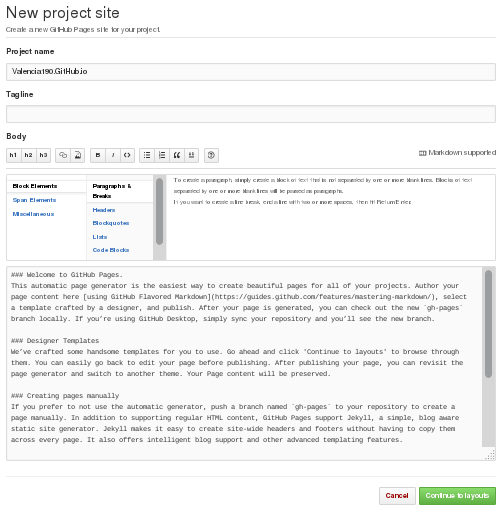 New project site
Create a new GitHub Pages site for your project.
Project name
Valencia190.GitHub.io
Tagline
Body
h1 h2 h3 B i <>
Markdown supported
Block Elements
Span Elements
Miscellaneous
Paragraphs &
Breaks
Headers
Blockquotes
Lists
Code Blocks
To create a paragraph, simply create a block of text that is not separated by one or more blank lines. Blocks of text
separated by one or more blank lines will be parsed as paragraphs.
If you want to create a line break, end a line with two or more spaces, then hit Return/Enter.
### Welcome to GitHub Pages.
This automatic page generator is the easiest way to create beautiful pages for all of your projects. Author your
page content here [using GitHub Flavored Markdown](https://guides.github.com/features/mastering-markdown/), select
a template crafted by a designer, and publish. After your page is generated, you can check out the new `gh-pages`
branch locally. If you’re using GitHub Desktop, simply sync your repository and you’ll see the new branch.
### Designer Templates
We’ve crafted some handsome templates for you to use. Go ahead and click 'Continue to layouts' to browse through
them. You can easily go back to edit your page before publishing. After publishing your page, you can revisit the
page generator and switch to another theme. Your Page content will be preserved.
### Creating pages manually
If you prefer to not use the automatic generator, push a branch named `gh-pages` to your repository to create a
page manually. In addition to supporting regular HTML content, GitHub Pages support Jekyll, a simple, blog aware
static site generator. Jekyll makes it easy to create site-wide headers and footers without having to copy them
across every page. It also offers intelligent blog support and other advanced templating features.
Cancel
Continue to layouts